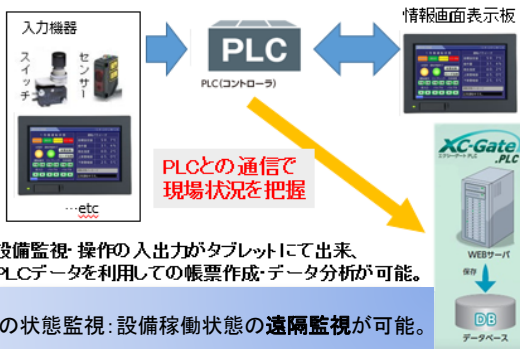 入力機器
スイッチ
センサー
…etc
PLC
PLC(コントローラ)
情報画面表示板
PLCとの通信で
現場状況を把握
XC-Gate
.PLC
WEBサーバ
保存
DB
データベース
設備監視・操作の入出力がタブレットにて出来、
PLCデータを利用しての帳票作成・データ分析が可能。
の状態監視:設備稼働状態の遠隔監視が可能。